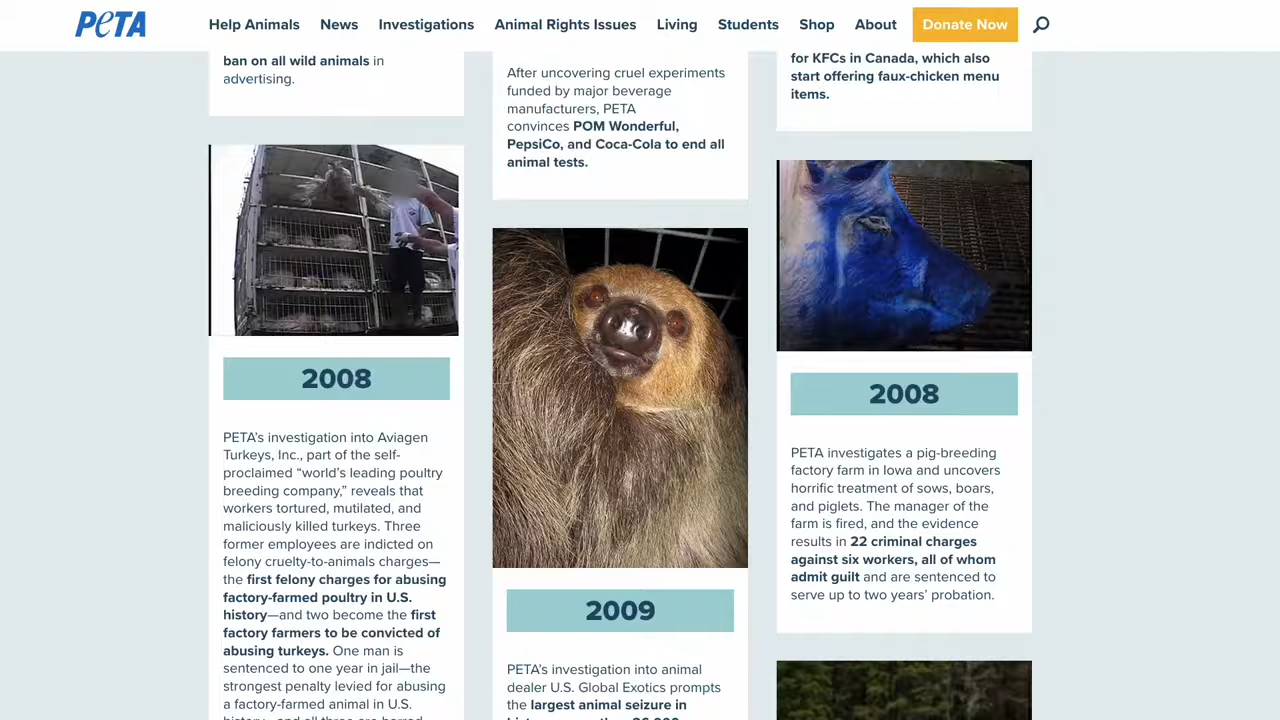 PETA
Help Animals
News
Investigations
Animal Rights Issues
Living
Students
Shop
About
Donate Now
ban on all wild animals in
advertising.
2008
PETA’s investigation into Aviagen
Turkeys, Inc., part of the self-
proclaimed “world’s leading poultry
breeding company,” reveals that
workers tortured, mutilated, and
maliciously killed turkeys. Three
former employees are indicted on
felony cruelty-to-animals charges—
the first felony charges for abusing
factory-farmed poultry in U.S.
history—and two become the first
factory farmers to be convicted of
abusing turkeys. One man is
sentenced to one year in jail—the
strongest penalty levied for abusing
a factory-farmed animal in U.S.
After uncovering cruel experiments
funded by major beverage
manufacturers, PETA
convinces POM Wonderful,
PepsiCo, and Coca-Cola to end all
animal tests.
2009
PETA’s investigation into animal
dealer U.S. Global Exotics prompts
the largest animal seizure in
for KFCs in Canada, which also
start offering faux-chicken menu
items.
2008
PETA investigates a pig-breeding
factory farm in Iowa and uncovers
horrific treatment of sows, boars,
and piglets. The manager of the
farm is fired, and the evidence
results in 22 criminal charges
against six workers, all of whom
admit guilt and are sentenced to
serve up to two years’ probation.